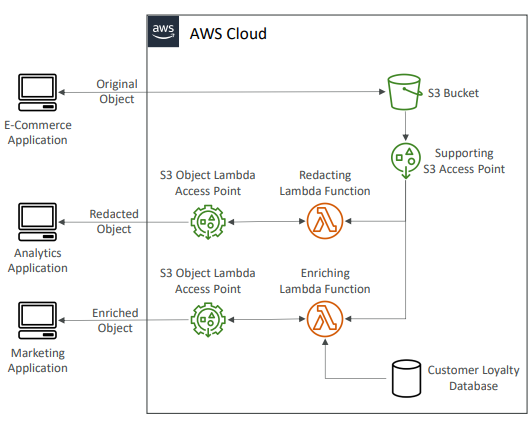 aws
AWS Cloud
Original
Object
E-Commerce
Application
S3 Bucket
Supporting
S3 Access Point
S3 Object Lambda
Access Point
Redacting
Lambda Function
Redacted
Object
Analytics
Application
S3 Object Lambda
Access Point
Enriching
Lambda Function
Enriched
Object
Marketing
Application
Customer Loyalty
Database